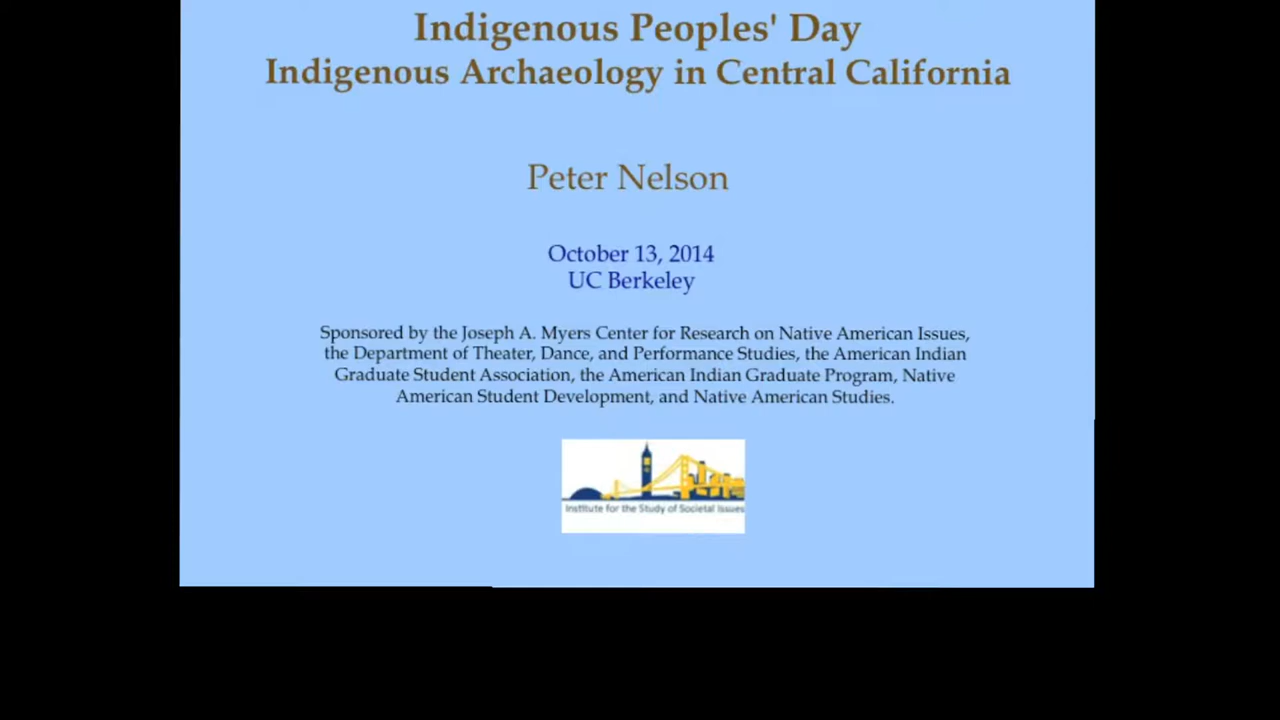 Indigenous Peoples' Day
Indigenous Archaeology in Central California
Peter Nelson
October 13, 2014
UC Berkeley
Sponsored by the Joseph A. Myers Center for Research on Native American Issues,
the Department of Theater, Dance, and Performance Studies, the American Indian
Graduate Student Association, the American Indian Graduate Program, Native
American Student Development, and Native American Studies.
Institute for the Study of Societal Issues